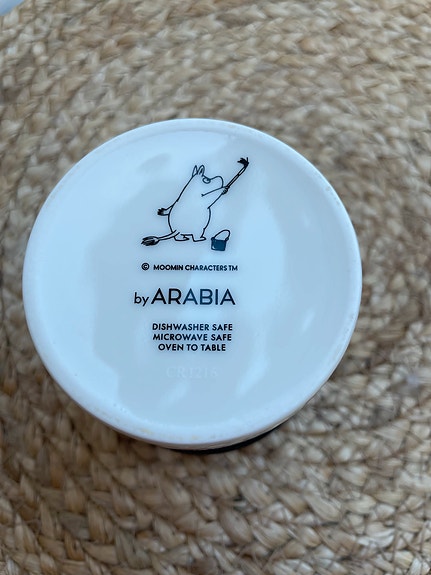 © MOOMIN CHARACTERS TM
by ARABIA
DISHWASHER SAFE
MICROWAVE SAFE
OVEN TO TABLE